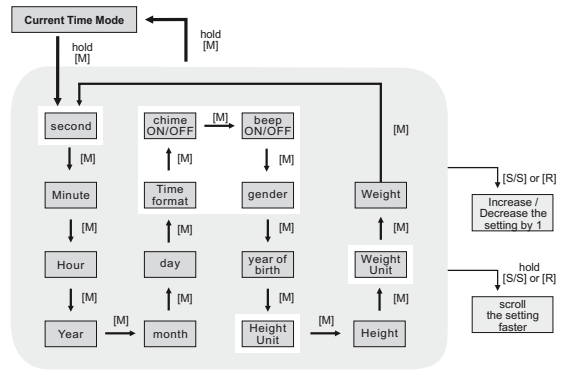 Current Time Mode
hold
[M]
hold
[M]
second
chime
ON/OFF
[M]
beep
ON/OFF
[M]
[M]
[M]
[M]
Minute
Time
format
gender
Weight
[S/S] or [R]
Increase /
Decrease the
setting by 1
[M]
[M]
[M]
[M]
Hour
day
year of
birth
Weight
Unit
hold
[S/S] or [R]
scroll
the setting
faster
[M]
[M]
[M]
[M]
Year
[M]
month
Height
Unit
[M]
Height